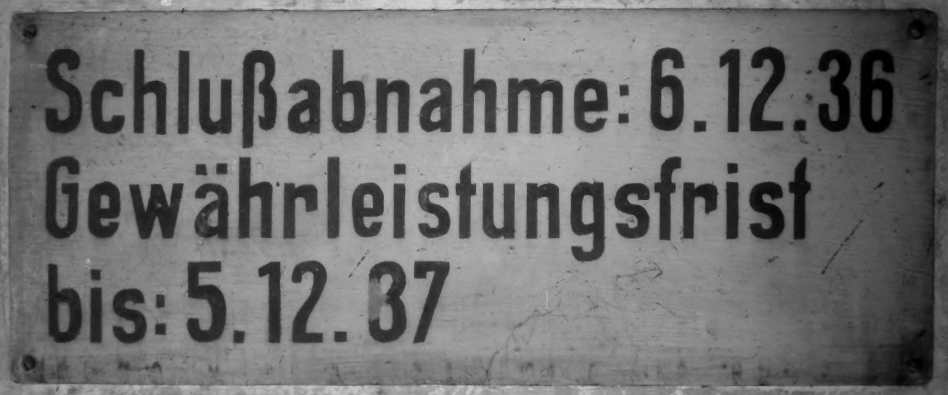 Schlußabnahme: 6.12.36
Gewährleistungsfrist
bis: 5.12.37